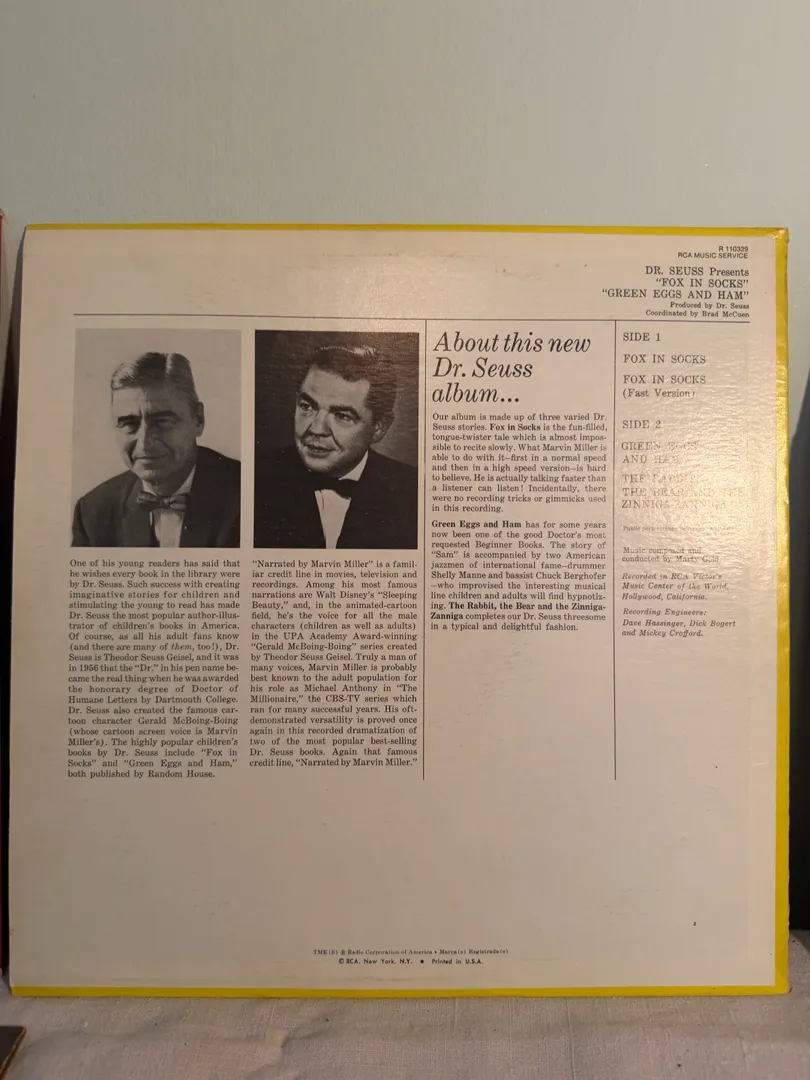 R 110329
RCA MUSIC SERVICE
DR. SEUSS Presents
“FOX IN SOCKS”
“GREEN EGGS AND HAM”
Produced by Dr. Seuss
Coordinated by Brad McCuen
One of his young readers has said that
he wishes every book in the library were
by Dr. Seuss. Such success with creating
imaginative stories for children and
stimulating the young to read has made
Dr. Seuss the most popular author-illus-
trator of children's books in America.
Of course, as all his adult fans know
(and there are many of them, too!), Dr.
Seuss is Theodor Seuss Geisel, and it was
in 1956 that the “Dr.” in his pen name be-
came the real thing when he was awarded
the honorary degree of Doctor of
Humane Letters by Dartmouth College.
Dr. Seuss also created the famous car-
toon character Gerald McBoing-Boing
(whose cartoon screen voice is Marvin
Miller's). The highly popular children's
books by Dr. Seuss include “Fox in
Socks” and “Green Eggs and Ham,”
both published by Random House.
“Narrated by Marvin Miller” is a famil-
iar credit line in movies, television and
recordings. Among his most famous
narrations are Walt Disney's “Sleeping
Beauty,” and, in the animated-cartoon
field, he's the voice for all the male
characters (children as well as adults)
in the UPA Academy Award-winning
“Gerald McBoing-Boing” series created
by Theodor Seuss Geisel. Truly a man of
many voices, Marvin Miller is probably
best known to the adult population for
his role as Michael Anthony in “The
Millionaire,” the CBS-TV series which
ran for many successful years. His oft-
demonstrated versatility is proved once
again in this recorded dramatization of
two of the most popular best-selling
Dr. Seuss books. Again that famous
credit line, “Narrated by Marvin Miller.”
About this new
Dr. Seuss
album...
Our album is made up of three varied Dr.
Seuss stories. Fox in Socks is the fun-filled,
tongue-twister tale which is almost impos-
sible to recite slowly. What Marvin Miller is
able to do with it—first in a normal speed
and then in a high speed version—is hard
to believe. He is actually talking faster than
a listener can listen! Incidentally, there
were no recording tricks or gimmicks used
in this recording.
Green Eggs and Ham has for some years
now been one of the good Doctor's most
requested Beginner Books. The story of
“Sam” is accompanied by two American
jazzmen of international fame—drummer
Shelly Manne and bassist Chuck Berghofer
—who improvised the interesting musical
line children and adults will find hypnotiz-
ing. The Rabbit, the Bear and the Zinniga-
Zanniga completes our Dr. Seuss threesome
in a typical and delightful fashion.
SIDE 1
FOX IN SOCKS
FOX IN SOCKS
(Fast Version)
SIDE 2
GREEN EGGS
AND HAM
THE RABBIT
THE BEAR AND THE
ZINNIGA-ZANNIGA
Music composed and
conducted by Marty Gold
Recorded in RCA Victor's
Music Center of the World,
Hollywood, California.
Recording Engineers:
Dave Hassinger, Dick Bogert
and Mickey Crofford.
2
TMK(S) ® Radio Corporation of America • Marca(s) Registrada(s)
© RCA, New York, N.Y. • Printed in U.S.A.